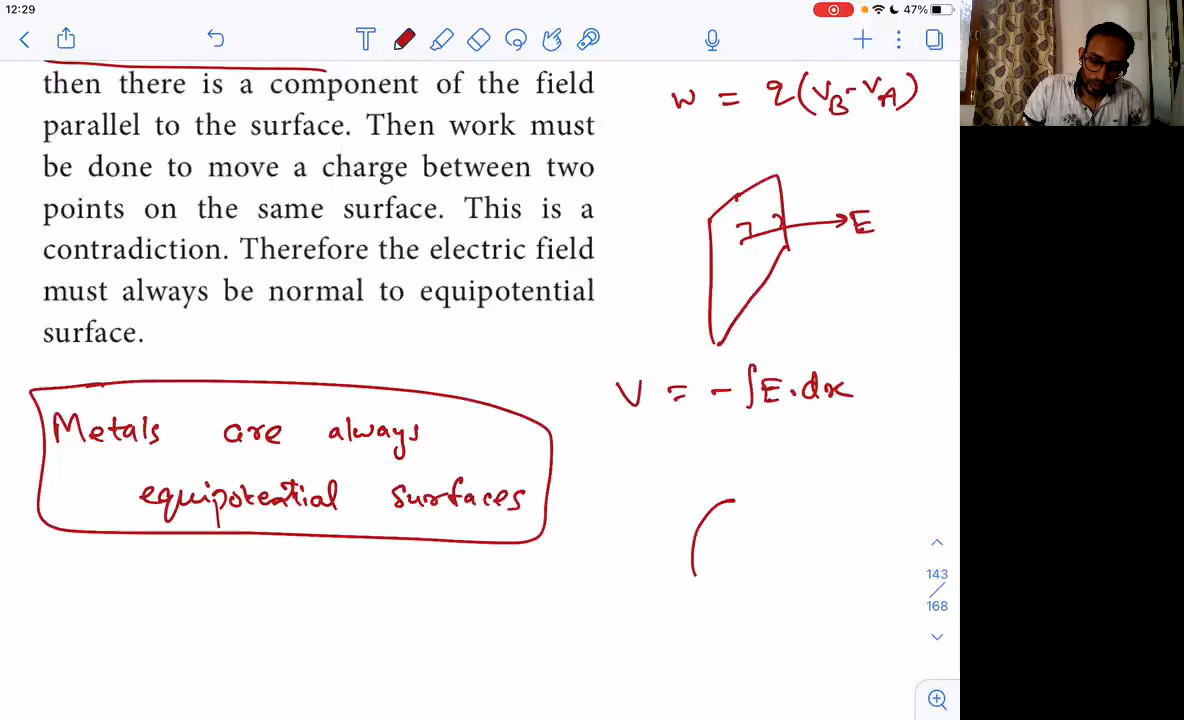 12:29
47%
T
then there is a component of the field
parallel to the surface. Then work must
be done to move a charge between two
points on the same surface. This is a
contradiction. Therefore the electric field
must always be normal to equipotential
surface.
Metals are always
equipotential surfaces
W = q(VB - VA)
E
V = - ∫E.dx
143
/
168